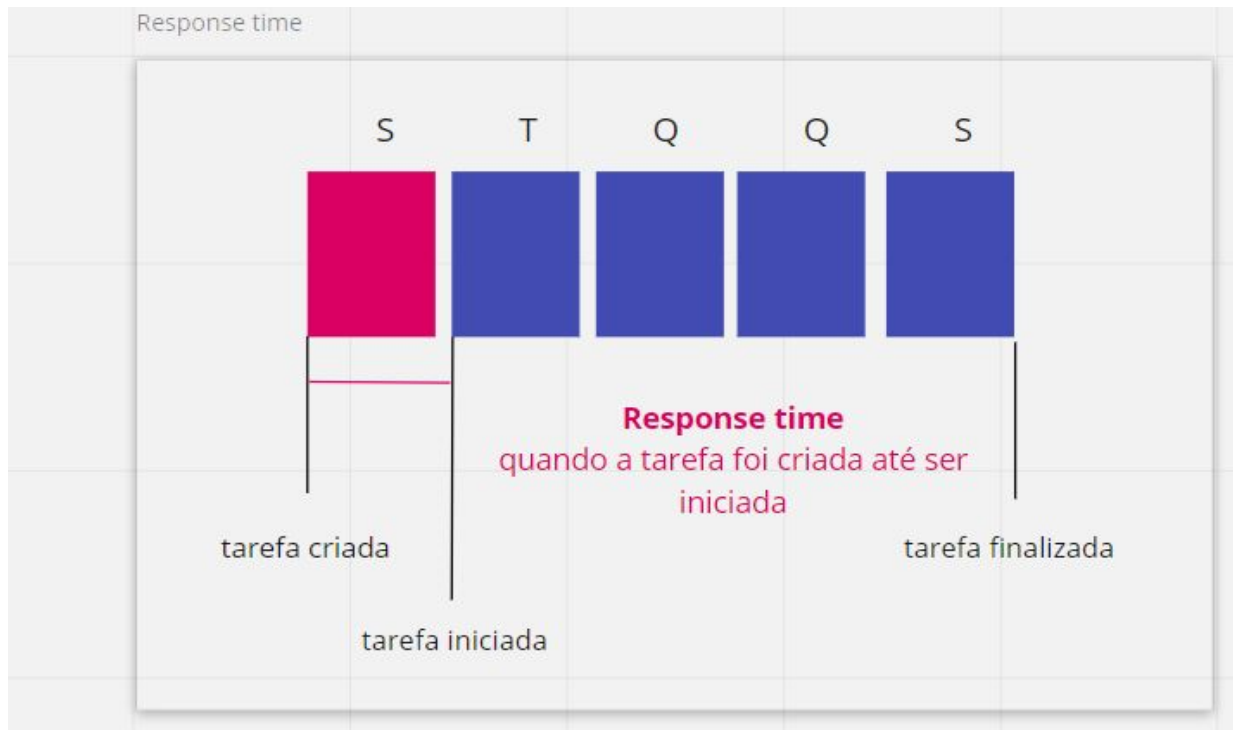 Response time
S T Q Q S
Response time
quando a tarefa foi criada até ser
iniciada
tarefa criada
tarefa finalizada
tarefa iniciada